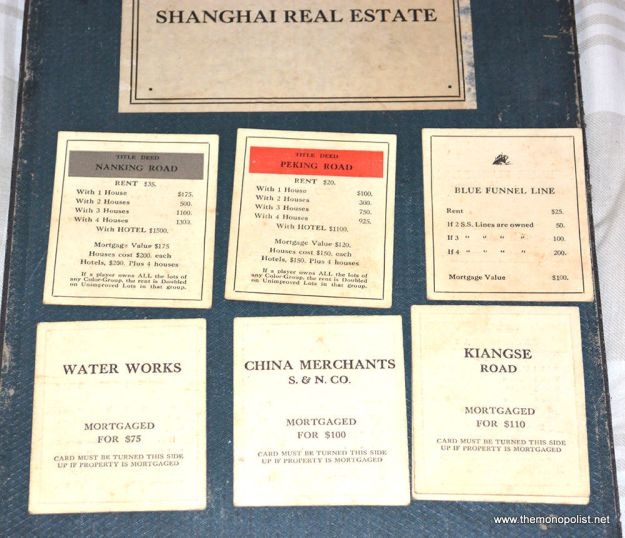 SHANGHAI REAL ESTATE
TITLE DEED
NANKING ROAD
RENT $35.
With 1 House $175.
With 2 Houses 500.
With 3 Houses 1100.
With 4 Houses 1300.
With HOTEL $1500.
Mortgage Value $175
Houses cost $200. each
Hotels, $200. Plus 4 houses
If a player owns ALL the lots of
any Color-Group, the rent is Doubled
on Unimproved Lots in that group.
TITLE DEED
PEKING ROAD
RENT $20.
With 1 House $100.
With 2 Houses 300.
With 3 Houses 750.
With 4 Houses 925.
With HOTEL $1100.
Mortgage Value $120.
Houses cost $150. each
Hotels, $150. Plus 4 houses
If a player owns ALL the lots of
any Color-Group, the rent is Doubled
on Unimproved Lots in that group.
BLUE FUNNEL LINE
Rent $25.
If 2 S.S. Lines are owned 50.
If 3 " " " " 100.
If 4 " " " " 200.
Mortgage Value $100.
WATER WORKS
MORTGAGED
FOR $75
CARD MUST BE TURNED THIS SIDE
UP IF PROPERTY IS MORTGAGED
CHINA MERCHANTS
S. & N. CO.
MORTGAGED
FOR $100
CARD MUST BE TURNED THIS SIDE
UP IF PROPERTY IS MORTGAGED
KIANGSE
ROAD
MORTGAGED
FOR $110
CARD MUST BE TURNED THIS SIDE
UP IF PROPERTY IS MORTGAGED
www.themonopolist.net